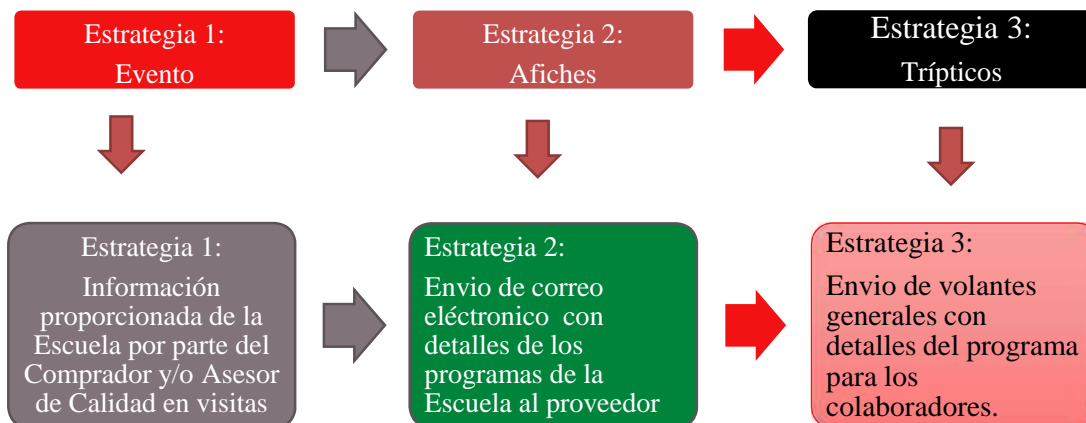 Estrategia 1:
Evento
Estrategia 2:
Afiches
Estrategia 3:
Trípticos
Estrategia 1:
Información
proporcionada de la
Escuela por parte del
Comprador y/o Asesor
de Calidad en visitas
Estrategia 2:
Envio de correo
eléctronico con
detalles de los
programas de la
Escuela al proveedor
Estrategia 3:
Envio de volantes
generales con
detalles del programa
para los
colaboradores.